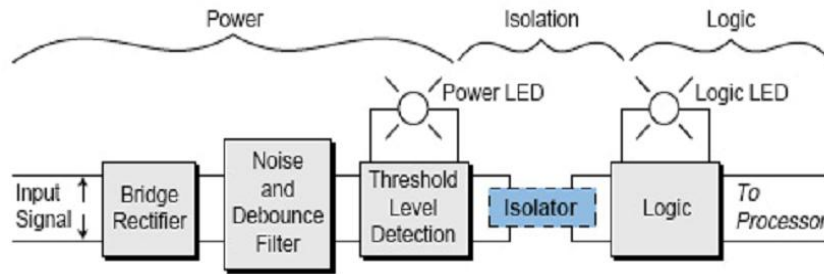 Power
Isolation
Logic
Power LED
Logic LED
Input
Signal
Bridge
Rectifier
Noise
and
Debounce
Filter
Threshold
Level
Detection
Isolator
Logic
To
Processor